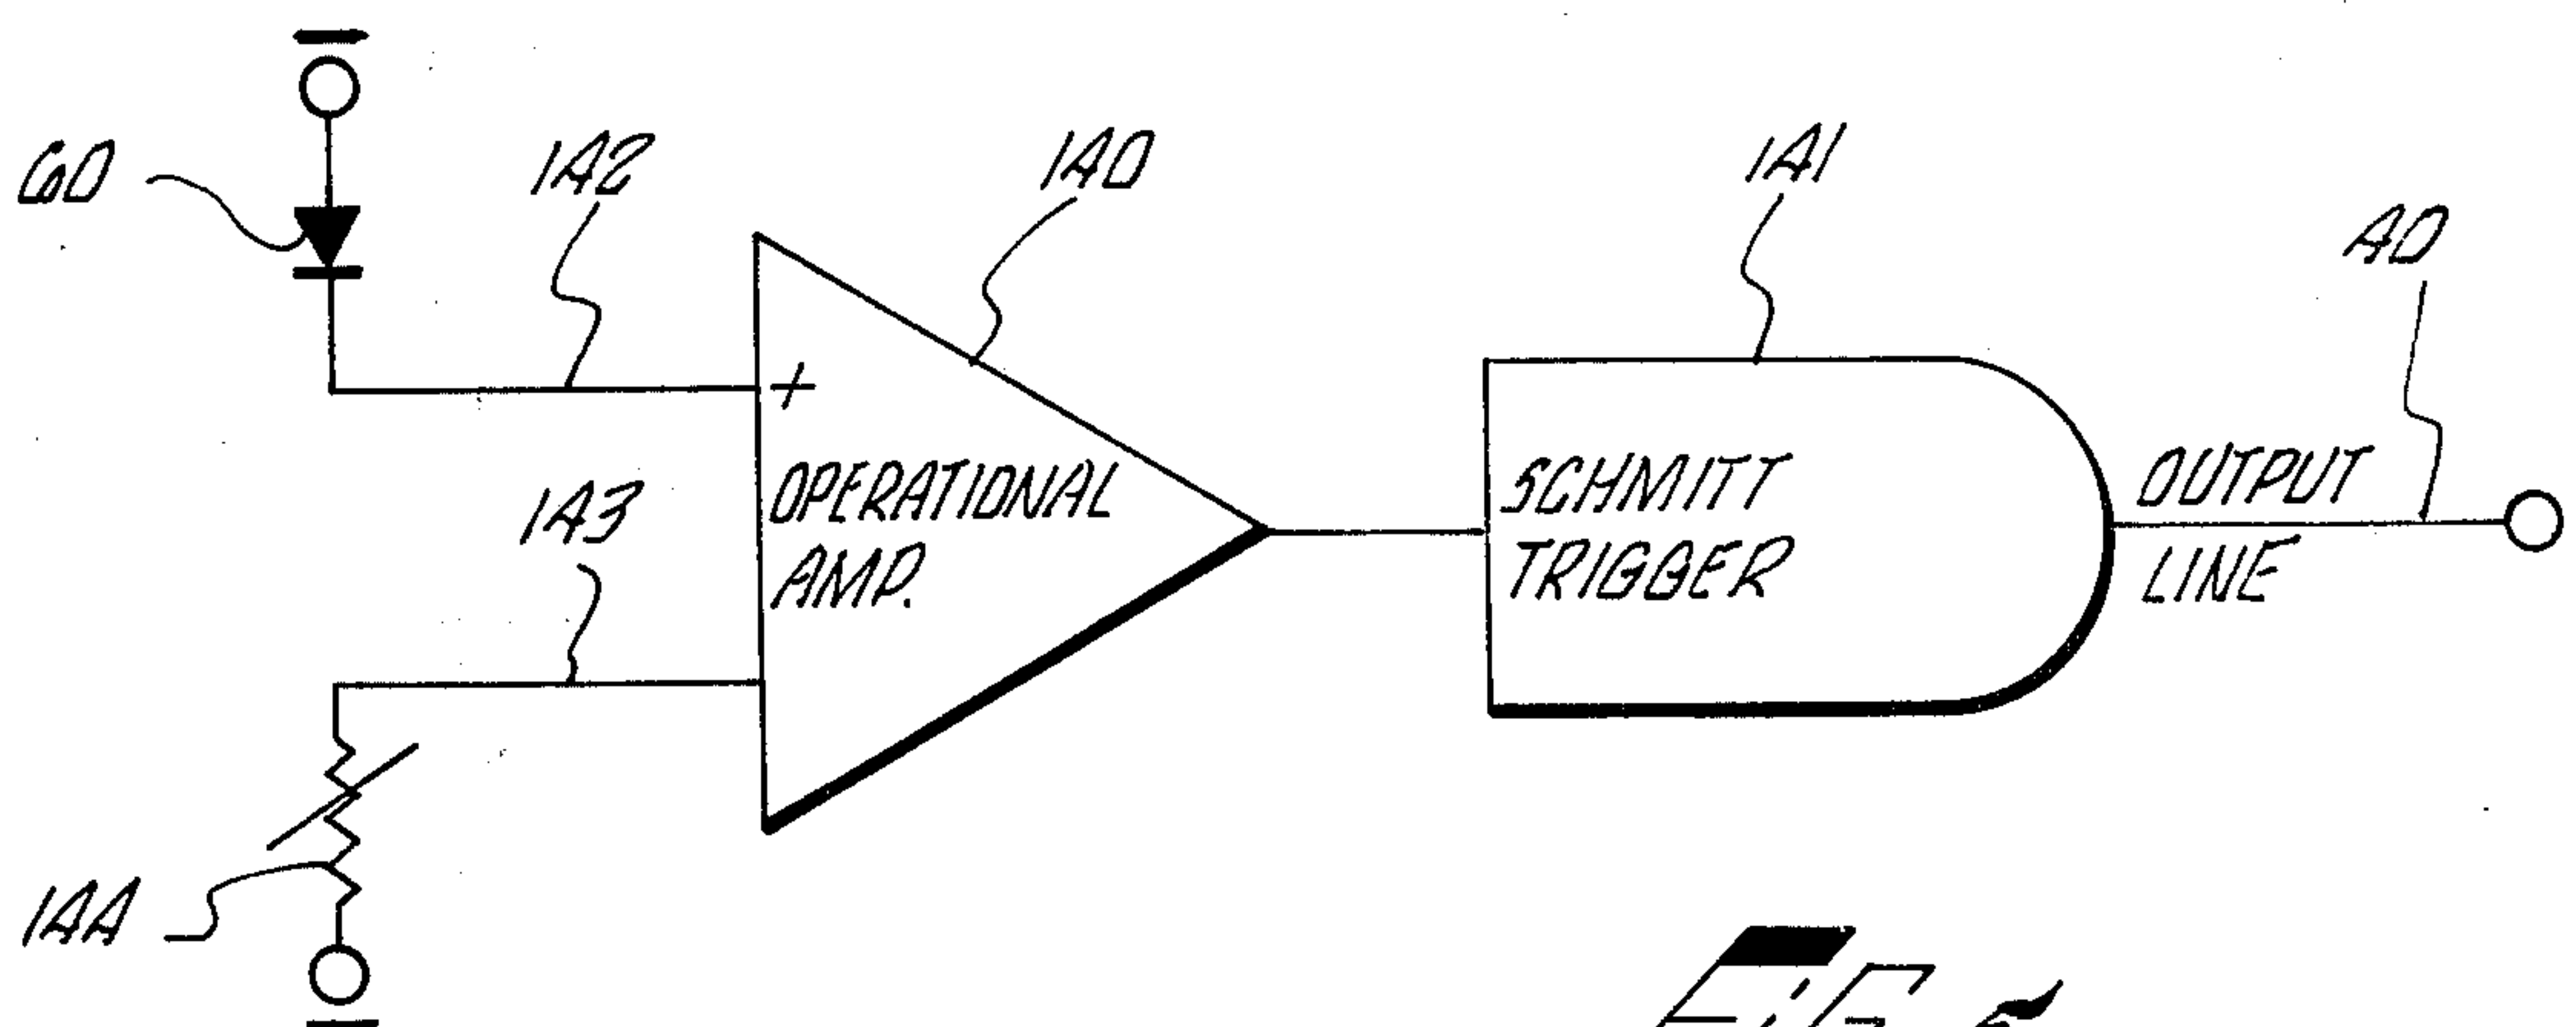 60
142
140
141
40
+
OPERATIONAL
AMP.
143
SCHMITT
TRIGGER
OUTPUT
LINE
144